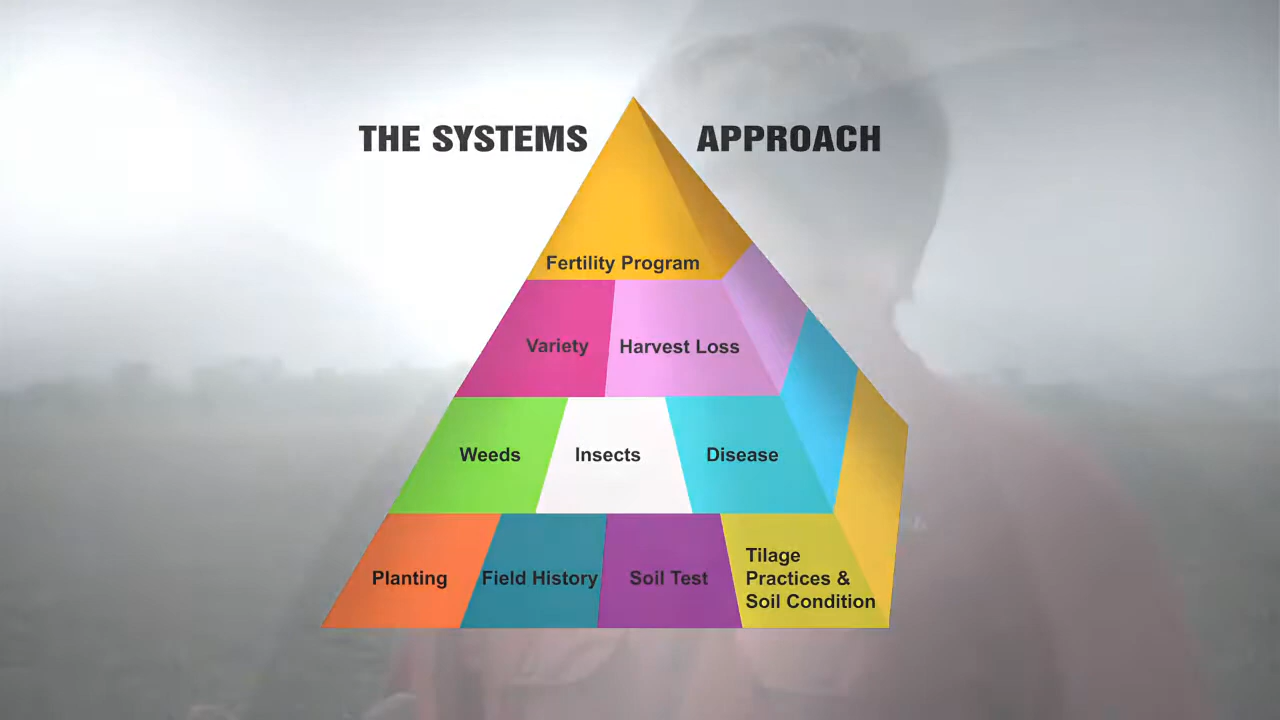 THE SYSTEMS APPROACH
Fertility Program
Variety
Harvest Loss
Weeds
Insects
Disease
Planting
Field History
Soil Test
Tilage
Practices &
Soil Condition